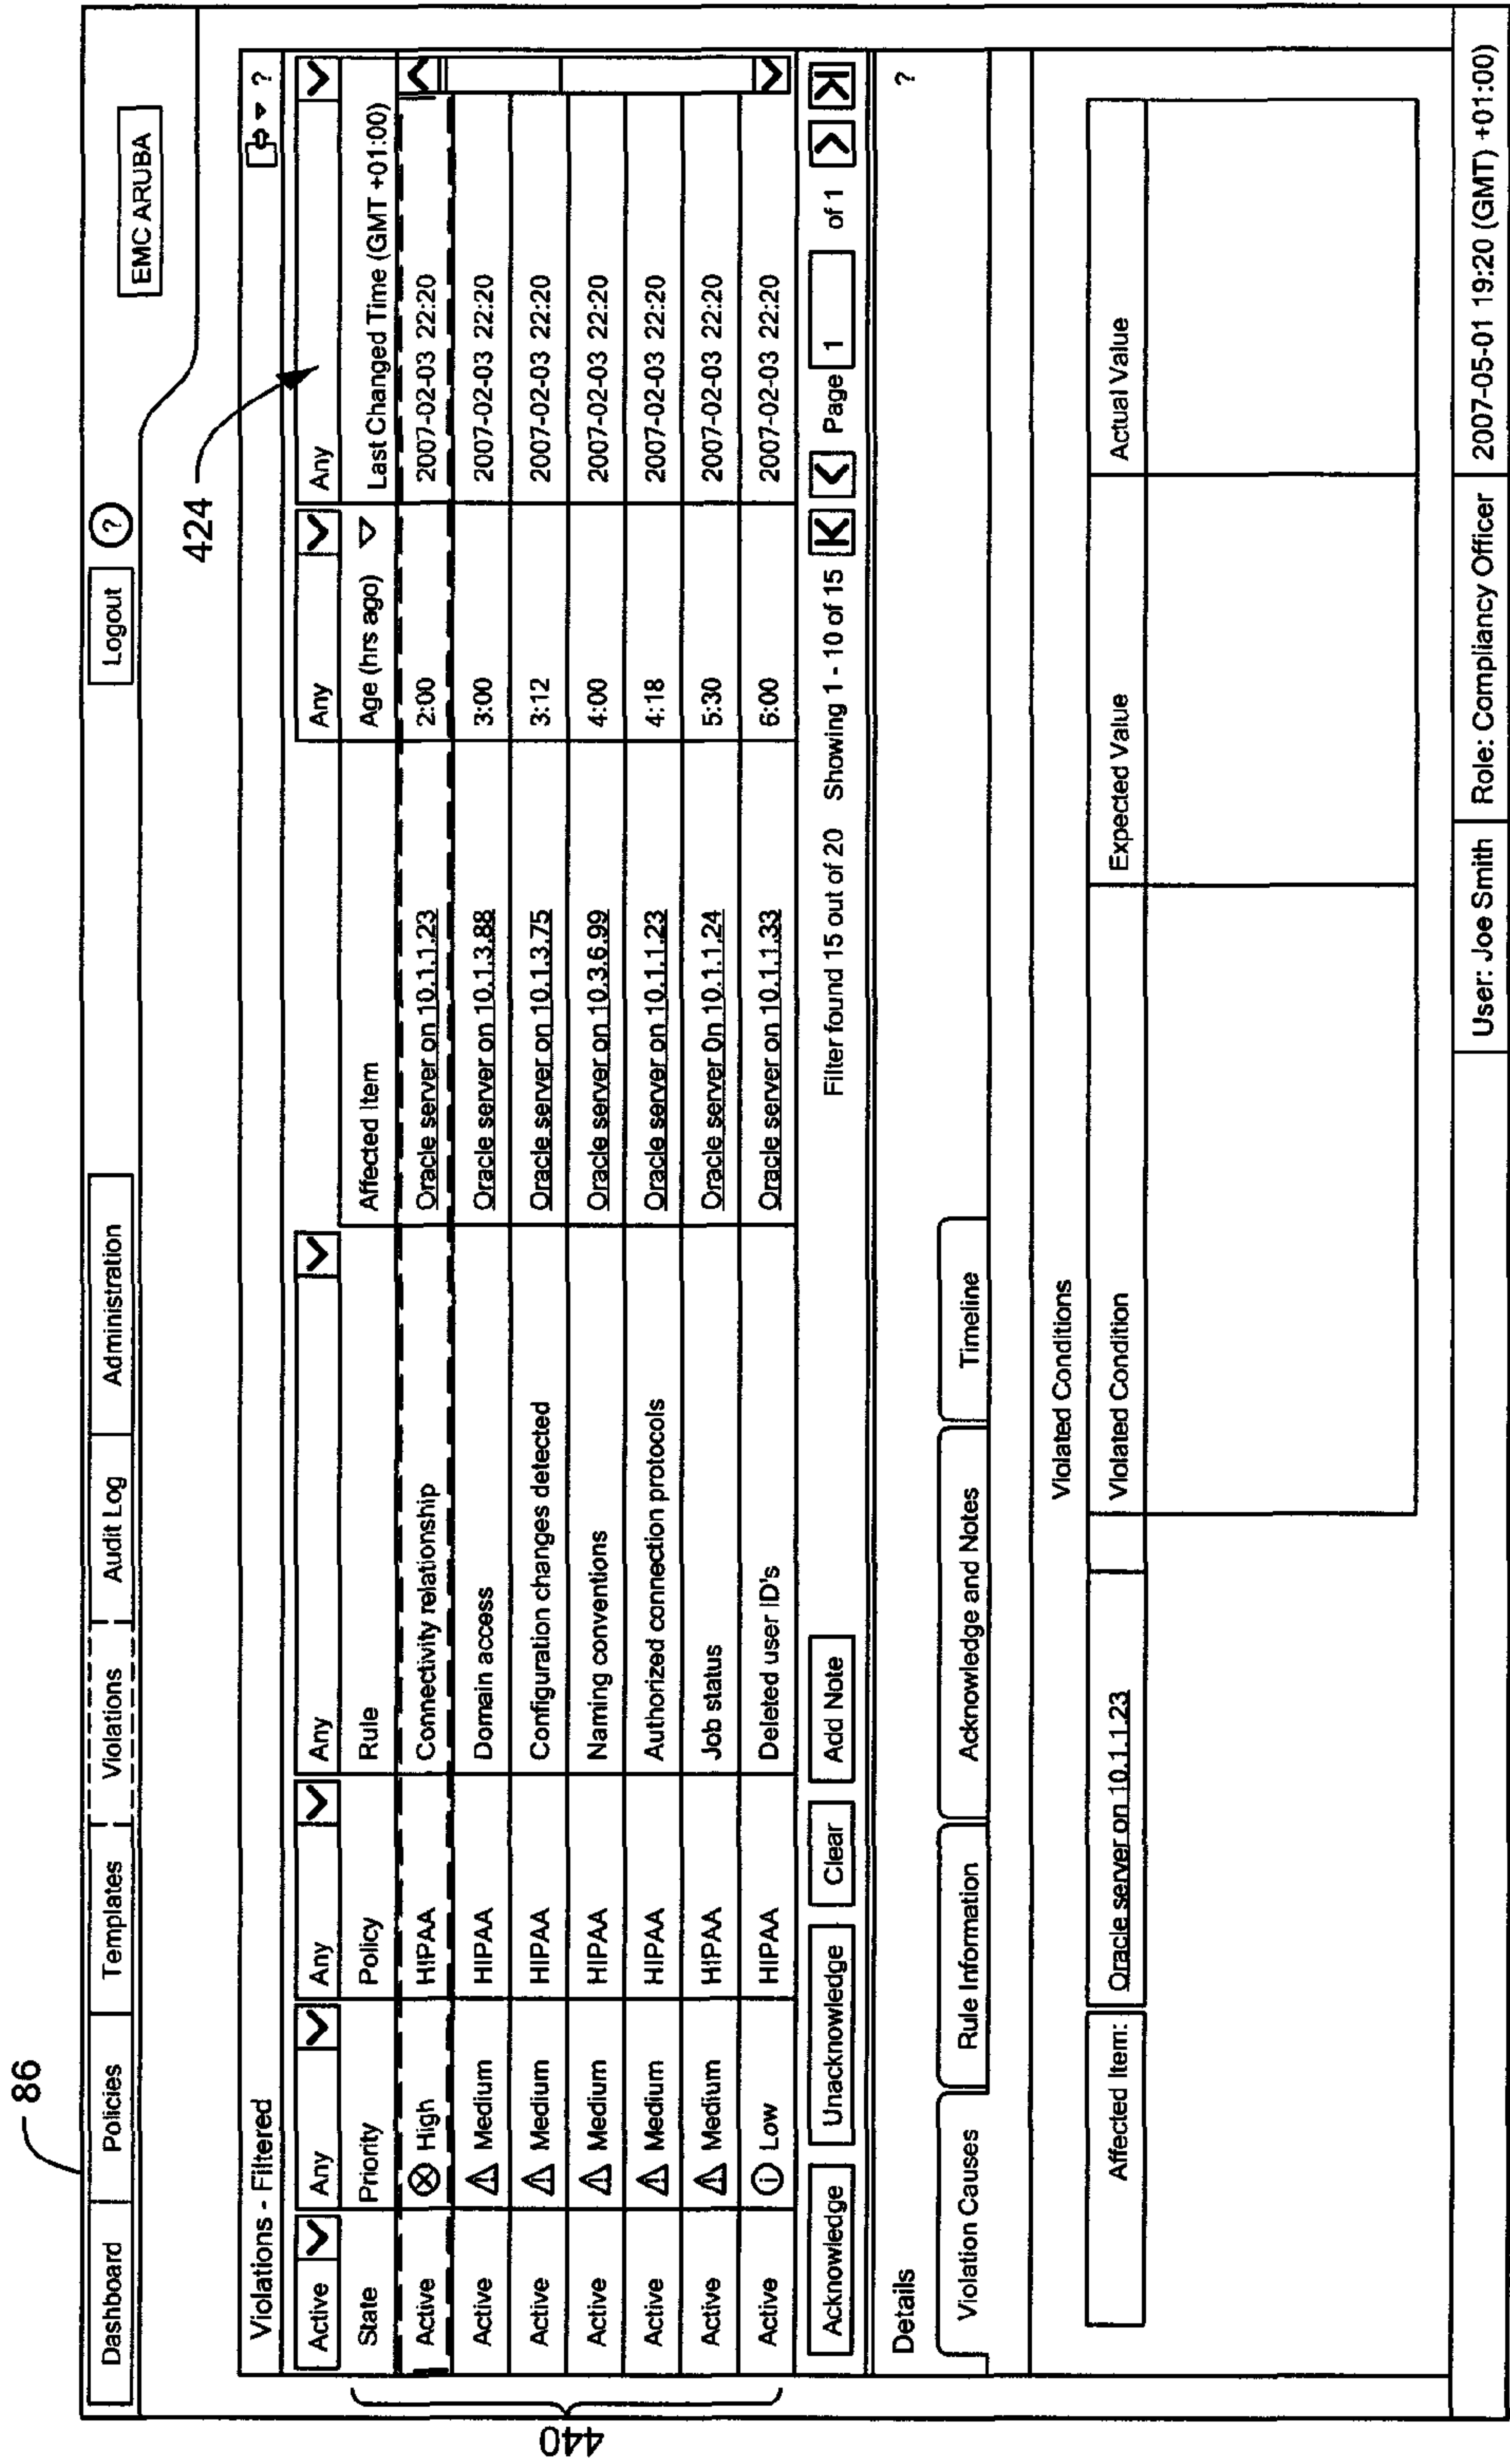 86
Dashboard Policies Templates Violations Audit Log Administration Logout ?
EMC ARUBA
424
Violations - Filtered ?
Active Any Any Any Any Any
State Priority Policy Rule Affected Item Age (hrs ago) Last Changed Time (GMT +01:00)
Active High HIPAA Connectivity relationship Oracle server on 10.1.1.23 2:00 2007-02-03 22:20
Active Medium HIPAA Domain access Oracle server on 10.1.3.88 3:00 2007-02-03 22:20
Active Medium HIPAA Configuration changes detected Oracle server on 10.1.3.75 3:12 2007-02-03 22:20
Active Medium HIPAA Naming conventions Oracle server on 10.3.6.99 4:00 2007-02-03 22:20
Active Medium HIPAA Authorized connection protocols Oracle server on 10.1.1.23 4:18 2007-02-03 22:20
Active Medium HIPAA Job status Oracle server 0n 10.1.1.24 5:30 2007-02-03 22:20
Active Low HIPAA Deleted user ID's Oracle server on 10.1.1.33 6:00 2007-02-03 22:20
440
Acknowledge Unacknowledge Clear Add Note Filter found 15 out of 20 Showing 1 - 10 of 15 Page 1 of 1
Details ?
Violation Causes Rule Information Acknowledge and Notes Timeline
Violated Conditions
Affected Item: Oracle server on 10.1.1.23 Violated Condition Expected Value Actual Value
User: Joe Smith Role: Compliancy Officer 2007-05-01 19:20 (GMT) +01:00)